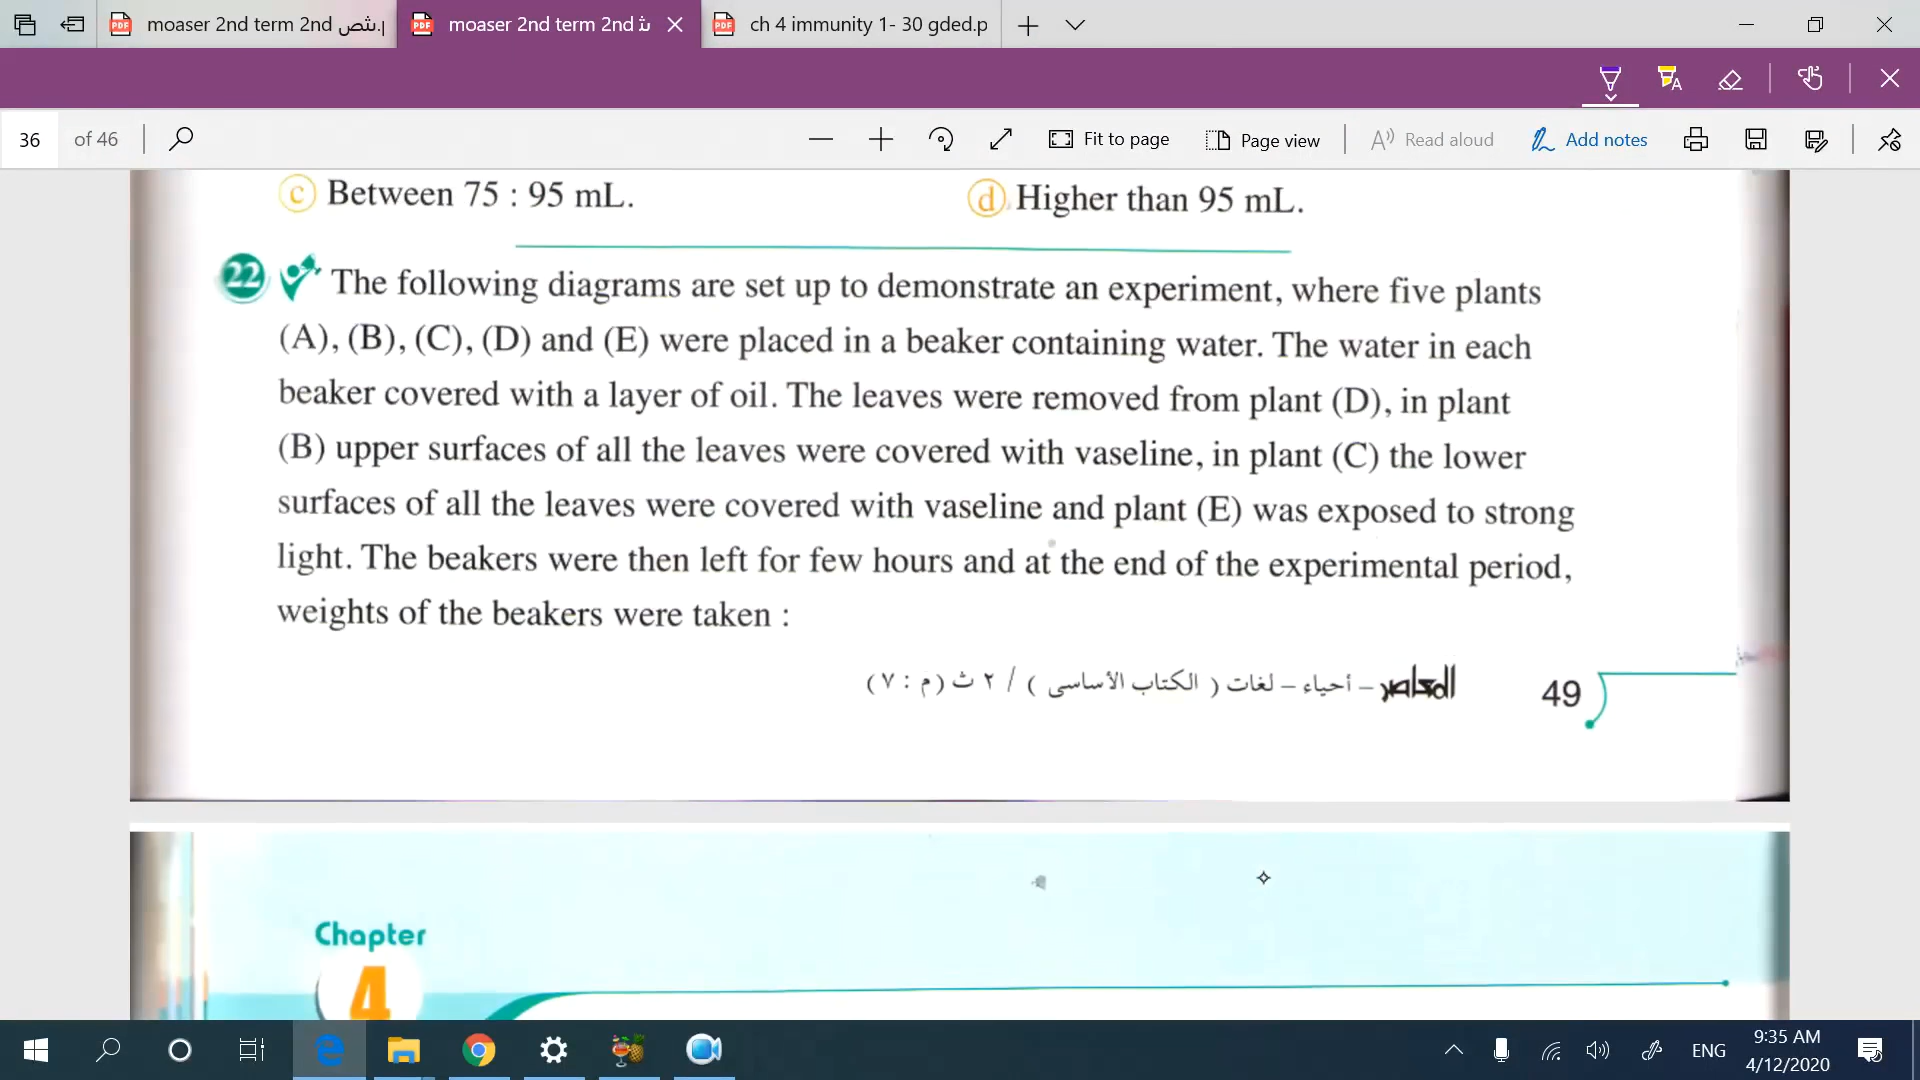 moaser 2nd term 2nd
moaser 2nd term 2nd
ch 4 immunity 1- 30 gded.p
36 of 46
Fit to page
Page view
Read aloud
Add notes
c Between 75 : 95 mL.
d Higher than 95 mL.
22 The following diagrams are set up to demonstrate an experiment, where five plants
(A), (B), (C), (D) and (E) were placed in a beaker containing water. The water in each
beaker covered with a layer of oil. The leaves were removed from plant (D), in plant
(B) upper surfaces of all the leaves were covered with vaseline, in plant (C) the lower
surfaces of all the leaves were covered with vaseline and plant (E) was exposed to strong
light. The beakers were then left for few hours and at the end of the experimental period,
weights of the beakers were taken :
المعاصر – أحياء – لغات ( الكتاب الأساسى ) / ٢ ث ( م : ٧ )
49
Chapter
4
ENG
9:35 AM
4/12/2020